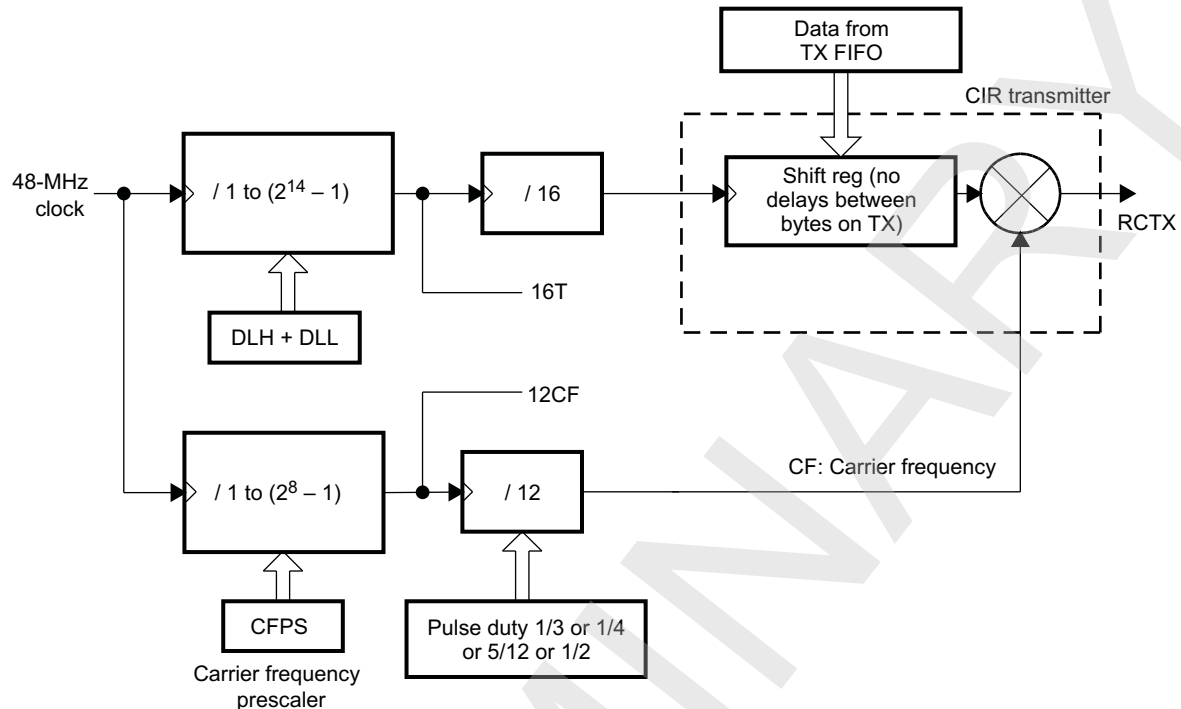 Data from
TX FIFO
CIR transmitter
48-MHz
clock
/ 1 to (2¹⁴ – 1)
/ 16
Shift reg (no
delays between
bytes on TX)
RCTX
16T
DLH + DLL
12CF
/ 1 to (2⁸ – 1)
/ 12
CF: Carrier frequency
CFPS
Carrier frequency
prescaler
Pulse duty 1/3 or 1/4
or 5/12 or 1/2
MINARY